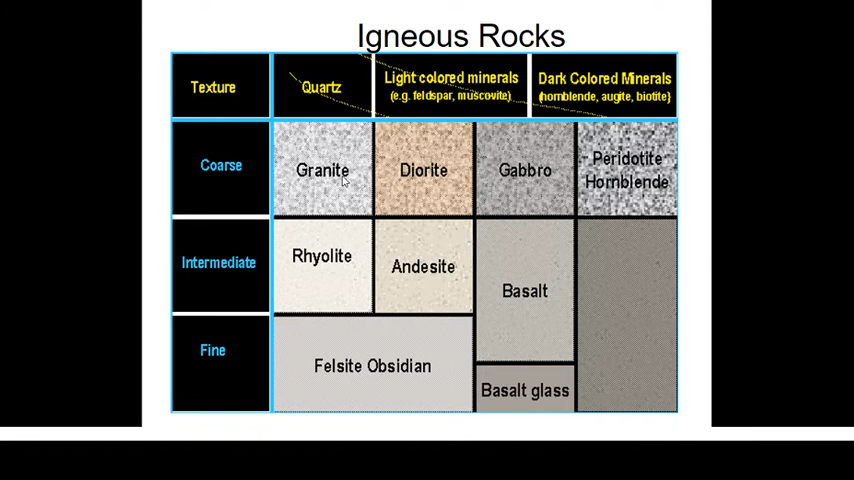 Igneous Rocks
Texture
Quartz
Light colored minerals
(e.g. feldspar, muscovite)
Dark Colored Minerals
(hornblende, augite, biotite}
Coarse
Granite
Diorite
Gabbro
Peridotite
Hornblende
Intermediate
Rhyolite
Andesite
Basalt
Fine
Felsite Obsidian
Basalt glass